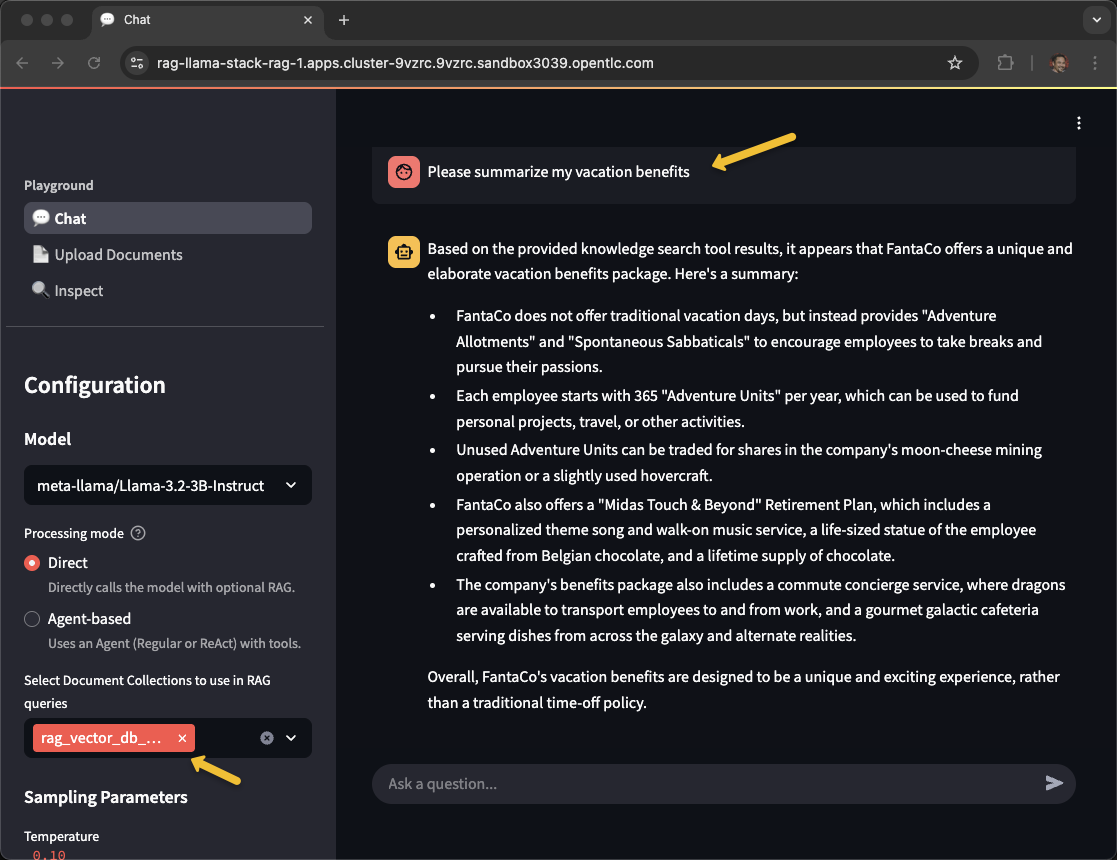 Chat
rag-llama-stack-rag-1.apps.cluster-9vzrc.9vzrc.sandbox3039.opentlc.com
Playground
Chat
Upload Documents
Inspect
Configuration
Model
meta-llama/Llama-3.2-3B-Instruct
Processing mode
Direct
Directly calls the model with optional RAG.
Agent-based
Uses an Agent (Regular or ReAct) with tools.
Select Document Collections to use in RAG
queries
rag_vector_db_...
Sampling Parameters
Temperature
0.10
Please summarize my vacation benefits
Based on the provided knowledge search tool results, it appears that FantaCo offers a unique and
elaborate vacation benefits package. Here's a summary:
• FantaCo does not offer traditional vacation days, but instead provides "Adventure
Allotments" and "Spontaneous Sabbaticals" to encourage employees to take breaks and
pursue their passions.
• Each employee starts with 365 "Adventure Units" per year, which can be used to fund
personal projects, travel, or other activities.
• Unused Adventure Units can be traded for shares in the company's moon-cheese mining
operation or a slightly used hovercraft.
• FantaCo also offers a "Midas Touch & Beyond" Retirement Plan, which includes a
personalized theme song and walk-on music service, a life-sized statue of the employee
crafted from Belgian chocolate, and a lifetime supply of chocolate.
• The company's benefits package also includes a commute concierge service, where dragons
are available to transport employees to and from work, and a gourmet galactic cafeteria
serving dishes from across the galaxy and alternate realities.
Overall, FantaCo's vacation benefits are designed to be a unique and exciting experience, rather
than a traditional time-off policy.
Ask a question...